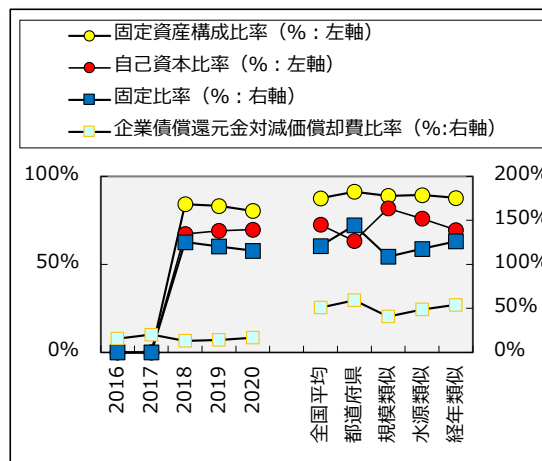 固定資産構成比率（%：左軸）
自己資本比率（%：左軸）
固定比率（%：右軸）
企業債償還元金対減価償却費比率（%:右軸）
100%
50%
0%
200%
150%
100%
50%
0%
2016
2017
2018
2019
2020
全国平均
都道府県
規模類似
水源類似
経年類似